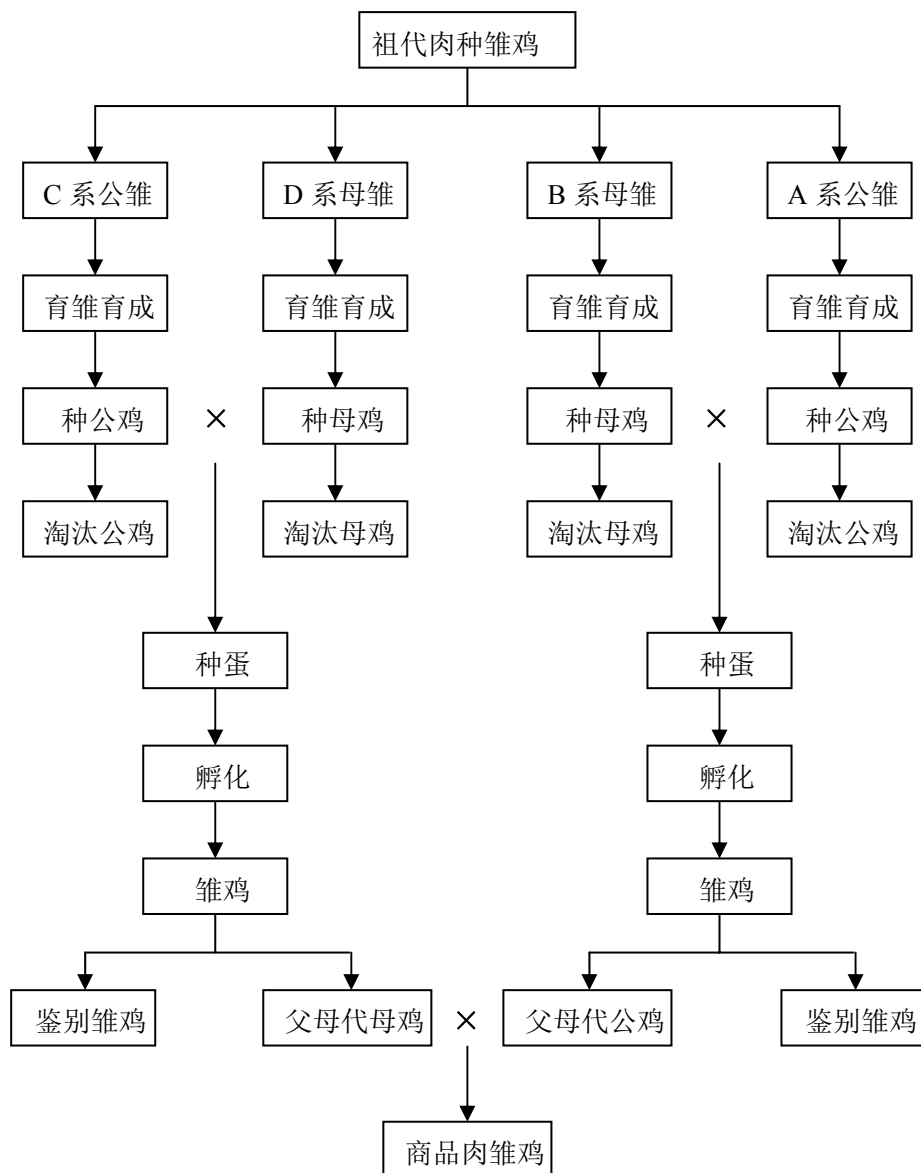 祖代肉种雏鸡
C 系公雏
D 系母雏
B 系母雏
A 系公雏
育雏育成
育雏育成
育雏育成
育雏育成
种公鸡
×
种母鸡
种母鸡
×
种公鸡
淘汰公鸡
淘汰母鸡
淘汰母鸡
淘汰公鸡
种蛋
种蛋
孵化
孵化
雏鸡
雏鸡
鉴别雏鸡
父母代母鸡
×
父母代公鸡
鉴别雏鸡
商品肉雏鸡